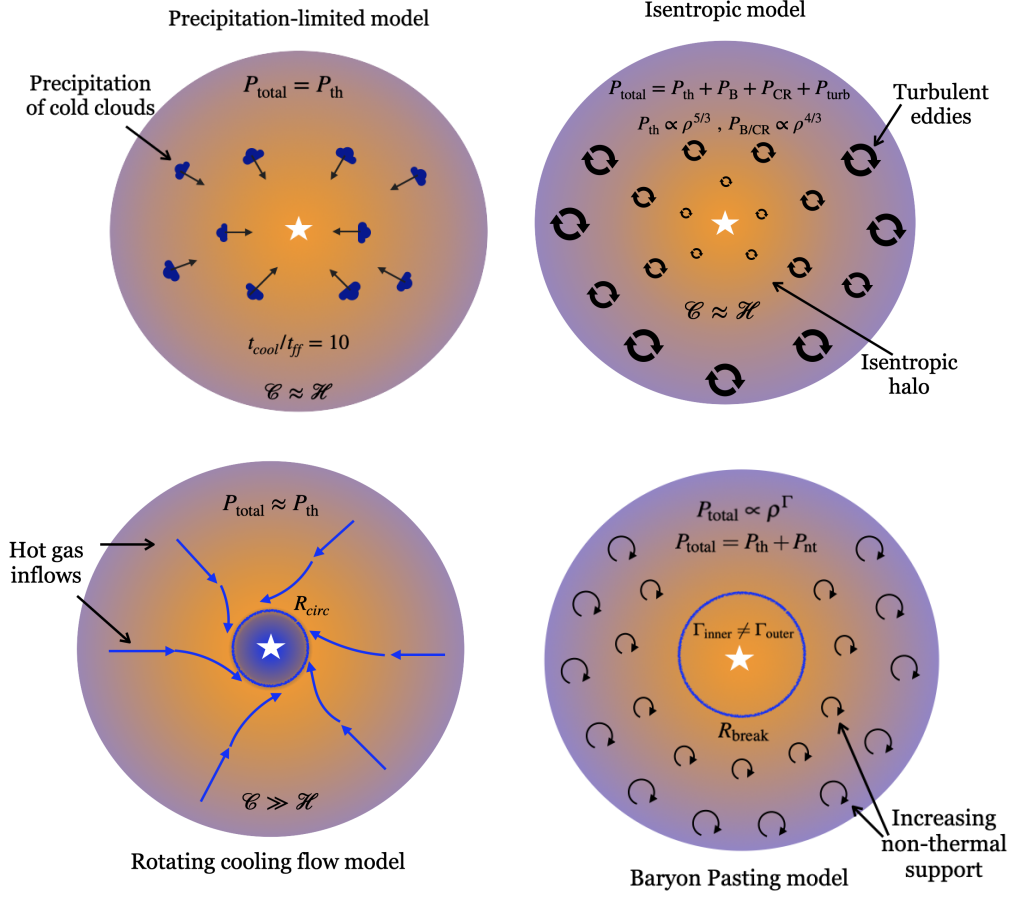 Precipitation-limited model
Precipitation
of cold clouds
P_total = P_th
t_cool/t_ff = 10
𝒞 ≈ ℋ
Isentropic model
P_total = P_th + P_B + P_CR + P_turb
P_th ∝ ρ^5/3 , P_B/CR ∝ ρ^4/3
Turbulent
eddies
𝒞 ≈ ℋ
Isentropic
halo
P_total ≈ P_th
Hot gas
inflows
R_circ
𝒞 ≫ ℋ
Rotating cooling flow model
P_total ∝ ρ^Γ
P_total = P_th + P_nt
Γ_inner ≠ Γ_outer
R_break
Increasing
non-thermal
support
Baryon Pasting model